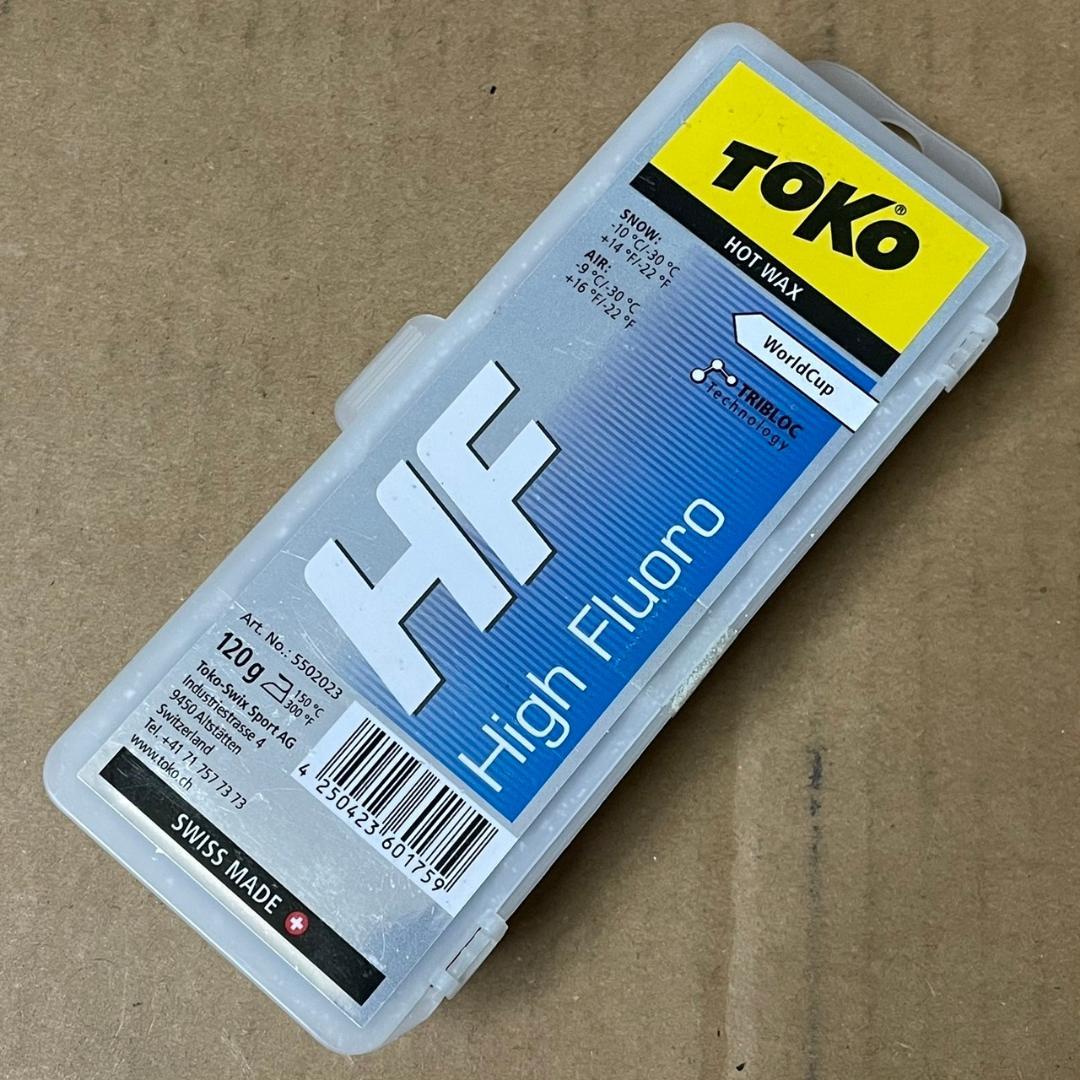 TOKO®
HOT WAX
SNOW:
-10 °C/-30 °C
+14 °F/-22 °F
AIR:
-9 °C/-30 °C
+16 °F/-22 °F
WorldCup
TRIBLOC
Technology
HF
High Fluoro
Art. No.: 5502023
120 g 150 °C
300 °F
Toko-Swix Sport AG
Industriestrasse 4
9450 Altstätten
Switzerland
Tel. +41 71 757 73 73
www.toko.ch
4 250423 601759
SWISS MADE